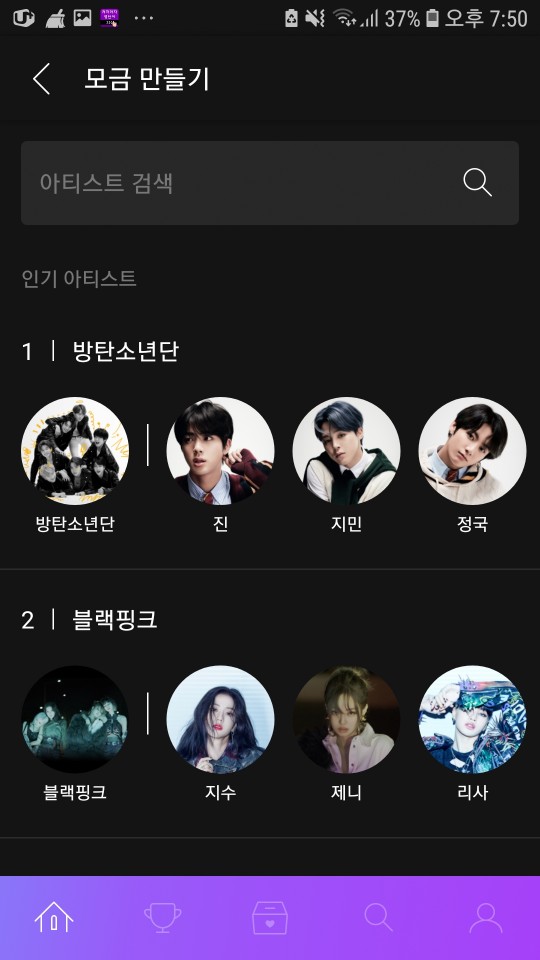 37% 오후 7:50
모금 만들기
아티스트 검색
인기 아티스트
1 | 방탄소년단
방탄소년단 진 지민 정국
2 | 블랙핑크
블랙핑크 지수 제니 리사